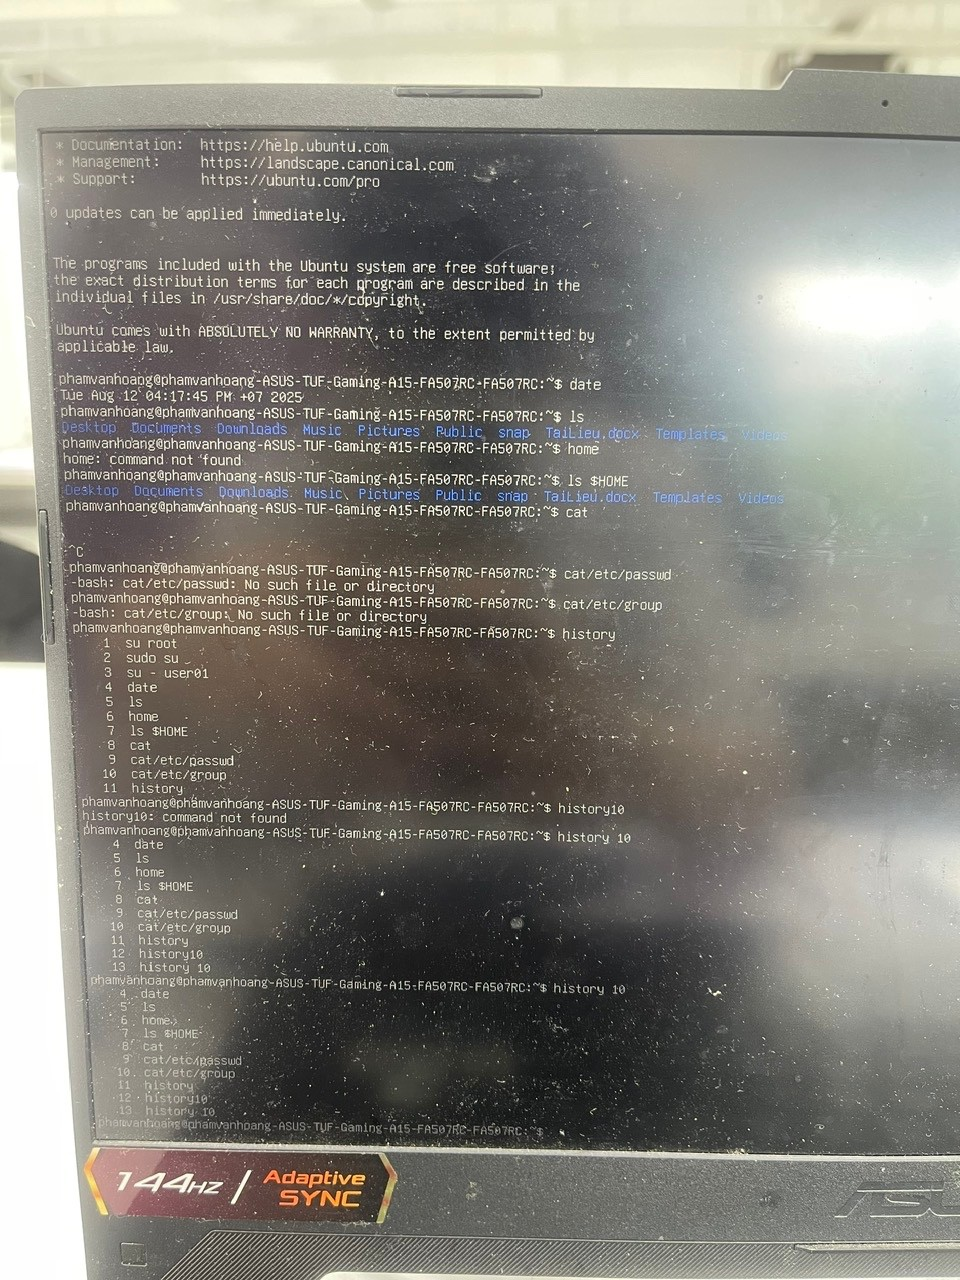 * Documentation:  https://help.ubuntu.com
* Management:     https://landscape.canonical.com
* Support:        https://ubuntu.com/pro
0 updates can be applied immediately.
The programs included with the Ubuntu system are free software;
the exact distribution terms for each program are described in the
individual files in /usr/share/doc/*/copyright.
Ubuntu comes with ABSOLUTELY NO WARRANTY, to the extent permitted by
applicable law.
phamvanhoang@phamvanhoang-ASUS-TUF-Gaming-A15-FA507RC-FA507RC:~$ date
Tue Aug 12 04:17:45 PM +07 2025
phamvanhoang@phamvanhoang-ASUS-TUF-Gaming-A15-FA507RC-FA507RC:~$ ls
Desktop  Documents  Downloads  Music  Pictures  Public  snap  TaiLieu.docx  Templates  Videos
phamvanhoang@phamvanhoang-ASUS-TUF-Gaming-A15-FA507RC-FA507RC:~$ home
home: command not found
phamvanhoang@phamvanhoang-ASUS-TUF-Gaming-A15-FA507RC-FA507RC:~$ ls $HOME
Desktop  Documents  Downloads  Music  Pictures  Public  snap  TaiLieu.docx  Templates  Videos
phamvanhoang@phamvanhoang-ASUS-TUF-Gaming-A15-FA507RC-FA507RC:~$ cat
^C
phamvanhoang@phamvanhoang-ASUS-TUF-Gaming-A15-FA507RC-FA507RC:~$ cat/etc/passwd
-bash: cat/etc/passwd: No such file or directory
phamvanhoang@phamvanhoang-ASUS-TUF-Gaming-A15-FA507RC-FA507RC:~$ cat/etc/group
-bash: cat/etc/group: No such file or directory
phamvanhoang@phamvanhoang-ASUS-TUF-Gaming-A15-FA507RC-FA507RC:~$ history
1  su root
2  sudo su
3  su - user01
4  date
5  ls
6  home
7  ls $HOME
8  cat
9  cat/etc/passwd
10  cat/etc/group
11  history
phamvanhoang@phamvanhoang-ASUS-TUF-Gaming-A15-FA507RC-FA507RC:~$ history10
history10: command not found
phamvanhoang@phamvanhoang-ASUS-TUF-Gaming-A15-FA507RC-FA507RC:~$ history 10
4  date
5  ls
6  home
7  ls $HOME
8  cat
9  cat/etc/passwd
10  cat/etc/group
11  history
12  history10
13  history 10
phamvanhoang@phamvanhoang-ASUS-TUF-Gaming-A15-FA507RC-FA507RC:~$ history 10
4  date
5  ls
6  home
7  ls $HOME
8  cat
9  cat/etc/passwd
10  cat/etc/group
11  history
12  history10
13  history 10
phamvanhoang@phamvanhoang-ASUS-TUF-Gaming-A15-FA507RC-FA507RC:~$
144HZ / Adaptive SYNC